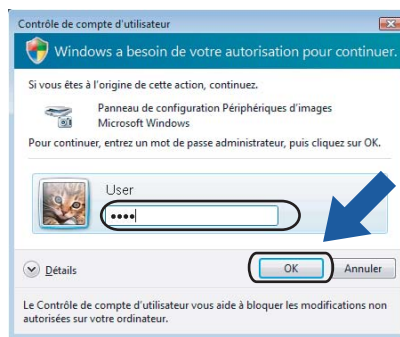 Contrôle de compte d'utilisateur
Windows a besoin de votre autorisation pour continuer.
Si vous êtes à l'origine de cette action, continuez.
Panneau de configuration Périphériques d'images
Microsoft Windows
Pour continuer, entrez un mot de passe administrateur, puis cliquez sur OK.
User
••••
Détails
OK
Annuler
Le Contrôle de compte d'utilisateur vous aide à bloquer les modifications non
autorisées sur votre ordinateur.